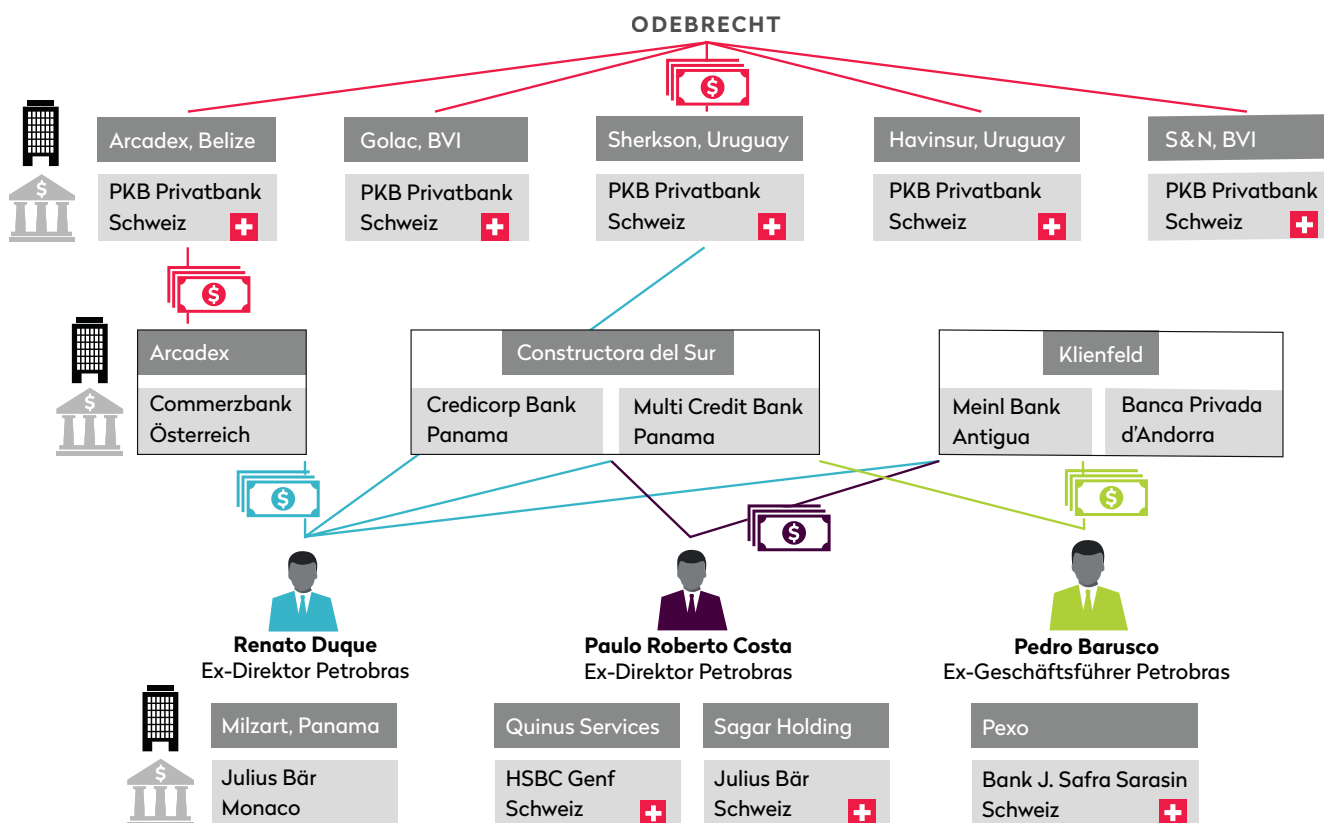 ODEBRECHT
Arcadex, Belize
Golac, BVI
Sherkson, Uruguay
Havinsur, Uruguay
S&N, BVI
PKB Privatbank
Schweiz
PKB Privatbank
Schweiz
PKB Privatbank
Schweiz
PKB Privatbank
Schweiz
PKB Privatbank
Schweiz
Arcadex
Commerzbank
Österreich
Constructora del Sur
Credicorp Bank
Panama
Multi Credit Bank
Panama
Klienfeld
Meinl Bank
Antigua
Banca Privada
d'Andorra
Renato Duque
Ex-Direktor Petrobras
Paulo Roberto Costa
Ex-Direktor Petrobras
Pedro Barusco
Ex-Geschäftsführer Petrobras
Milzart, Panama
Julius Bär
Monaco
Quinus Services
HSBC Genf
Schweiz
Sagar Holding
Julius Bär
Schweiz
Pexo
Bank J. Safra Sarasin
Schweiz